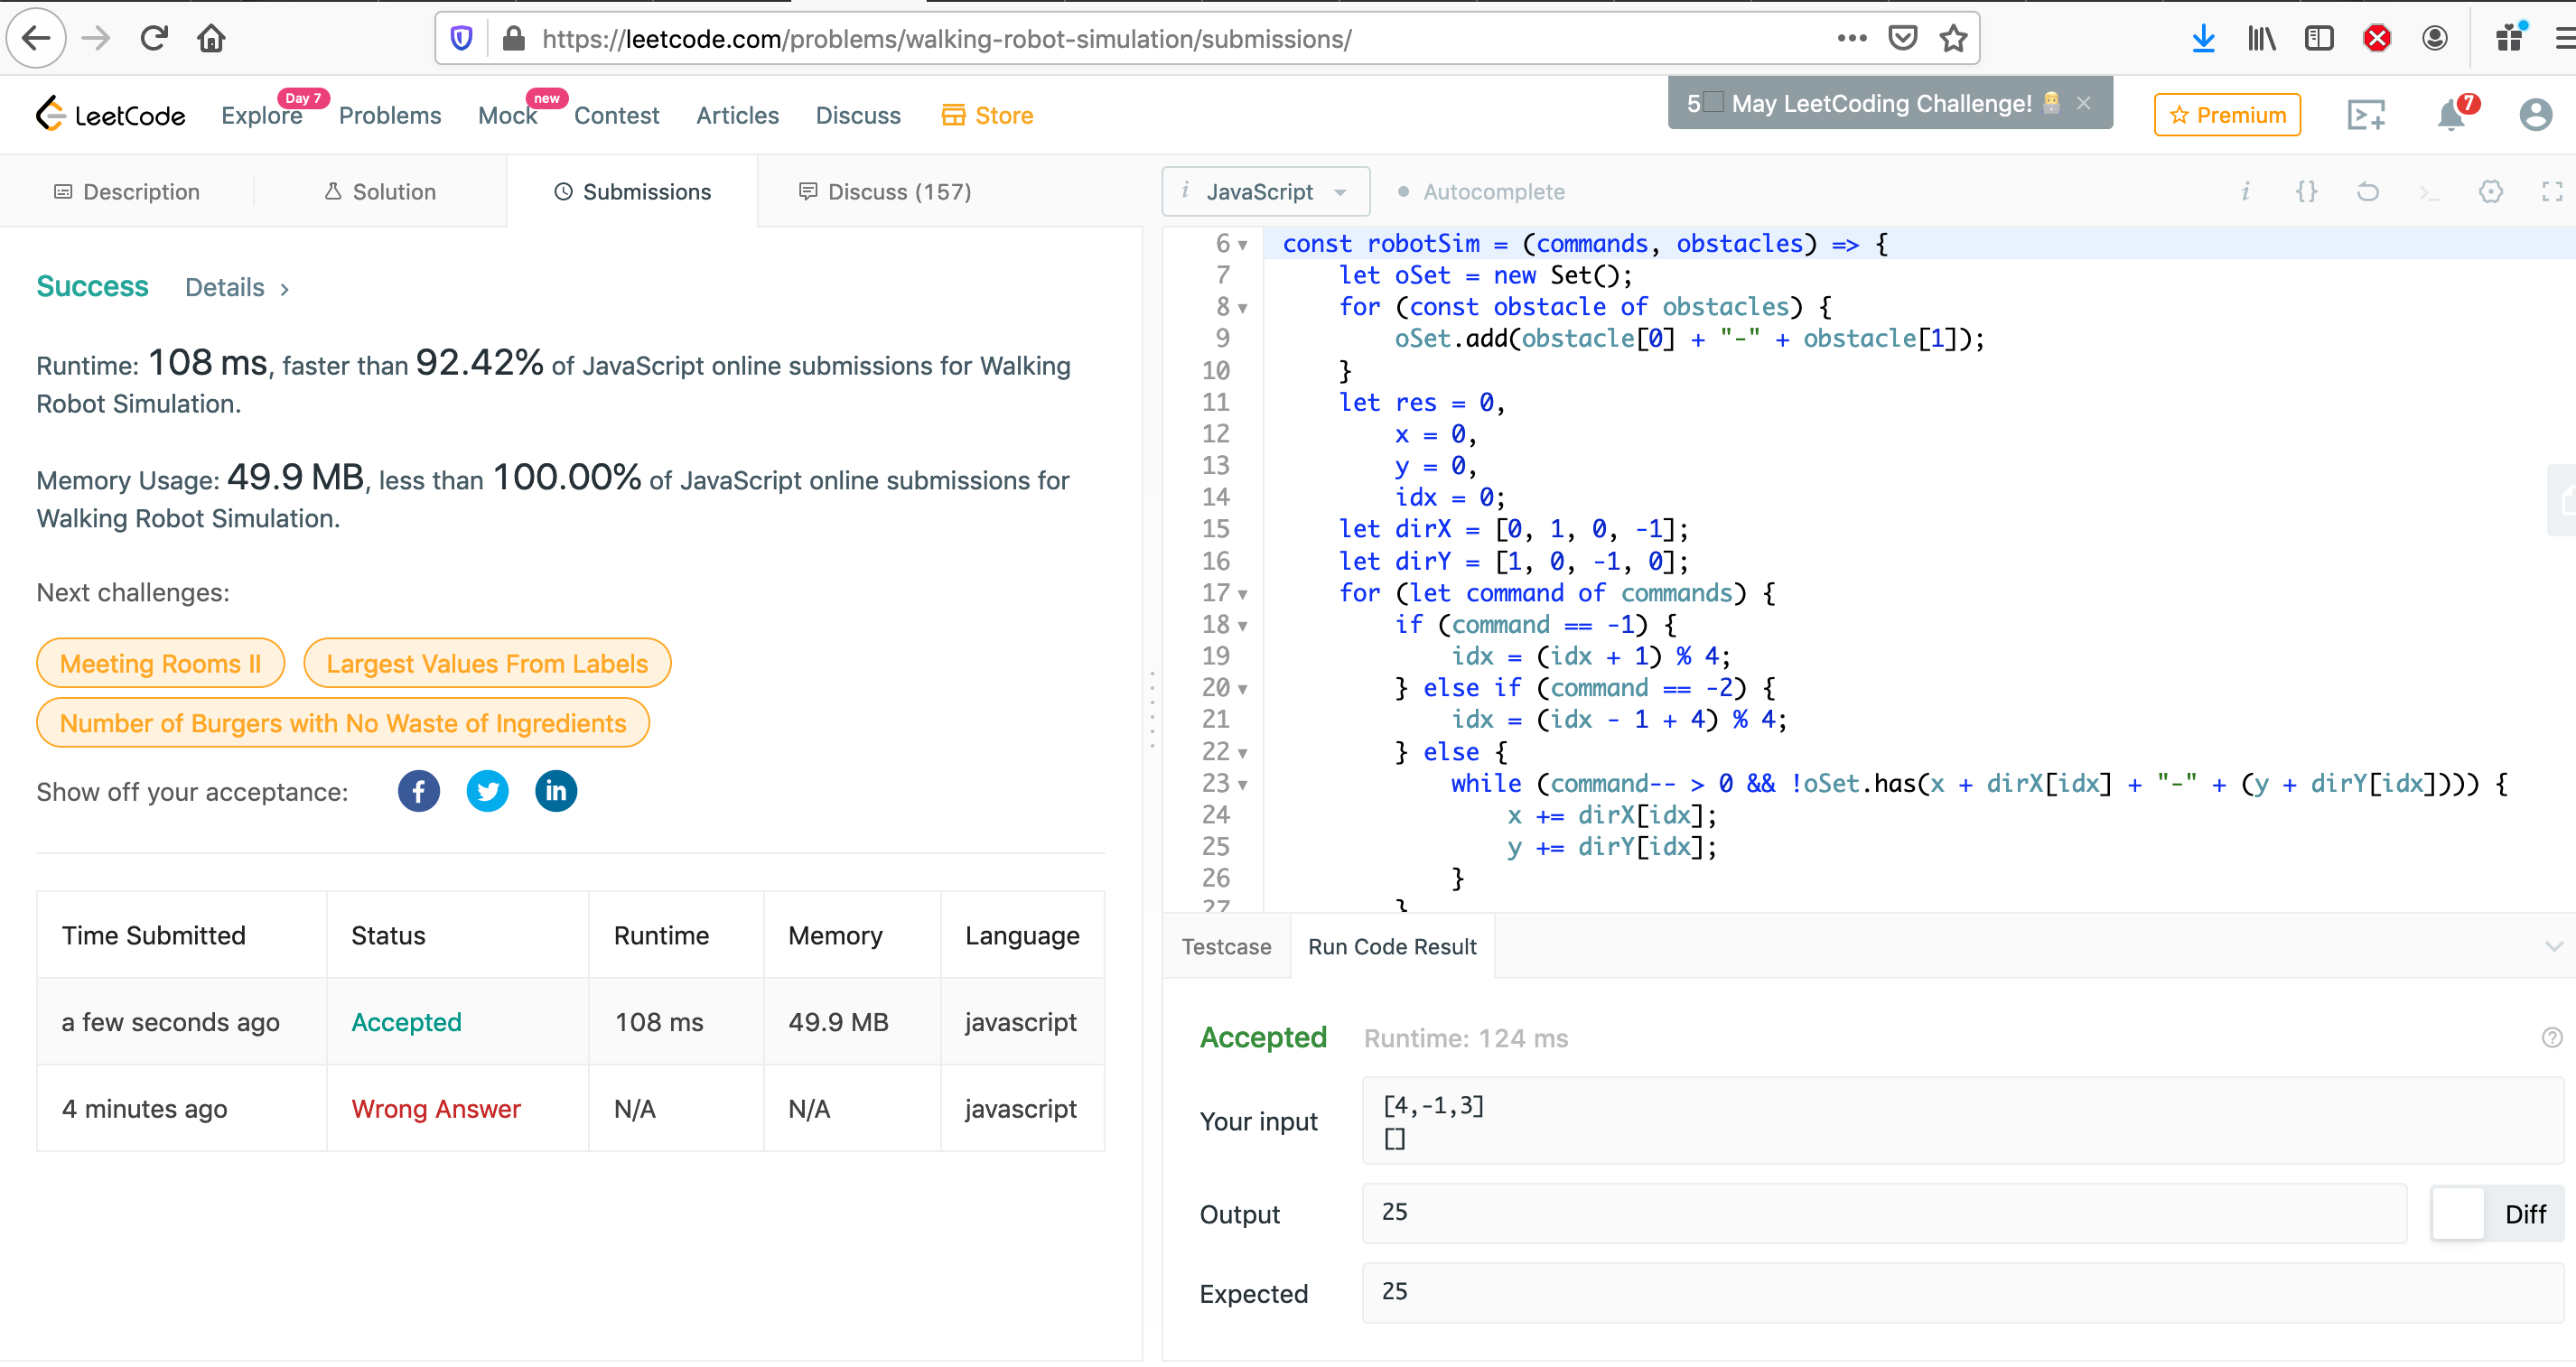 https://leetcode.com/problems/walking-robot-simulation/submissions/
LeetCode
Explore
Day 7
Problems
Mock
new
Contest
Articles
Discuss
Store
5 May LeetCoding Challenge!
Premium
7
Description
Solution
Submissions
Discuss (157)
i JavaScript
Autocomplete
Success
Details >
Runtime: 108 ms, faster than 92.42% of JavaScript online submissions for Walking
Robot Simulation.
Memory Usage: 49.9 MB, less than 100.00% of JavaScript online submissions for
Walking Robot Simulation.
Next challenges:
Meeting Rooms II
Largest Values From Labels
Number of Burgers with No Waste of Ingredients
Show off your acceptance:
Time Submitted Status Runtime Memory Language
a few seconds ago Accepted 108 ms 49.9 MB javascript
4 minutes ago Wrong Answer N/A N/A javascript
6 const robotSim = (commands, obstacles) => {
7 let oSet = new Set();
8 for (const obstacle of obstacles) {
9 oSet.add(obstacle[0] + "-" + obstacle[1]);
10 }
11 let res = 0,
12 x = 0,
13 y = 0,
14 idx = 0;
15 let dirX = [0, 1, 0, -1];
16 let dirY = [1, 0, -1, 0];
17 for (let command of commands) {
18 if (command == -1) {
19 idx = (idx + 1) % 4;
20 } else if (command == -2) {
21 idx = (idx - 1 + 4) % 4;
22 } else {
23 while (command-- > 0 && !oSet.has(x + dirX[idx] + "-" + (y + dirY[idx]))) {
24 x += dirX[idx];
25 y += dirY[idx];
26 }
27 }
Testcase
Run Code Result
Accepted
Runtime: 124 ms
Your input
[4,-1,3]
[]
Output
25
Diff
Expected
25